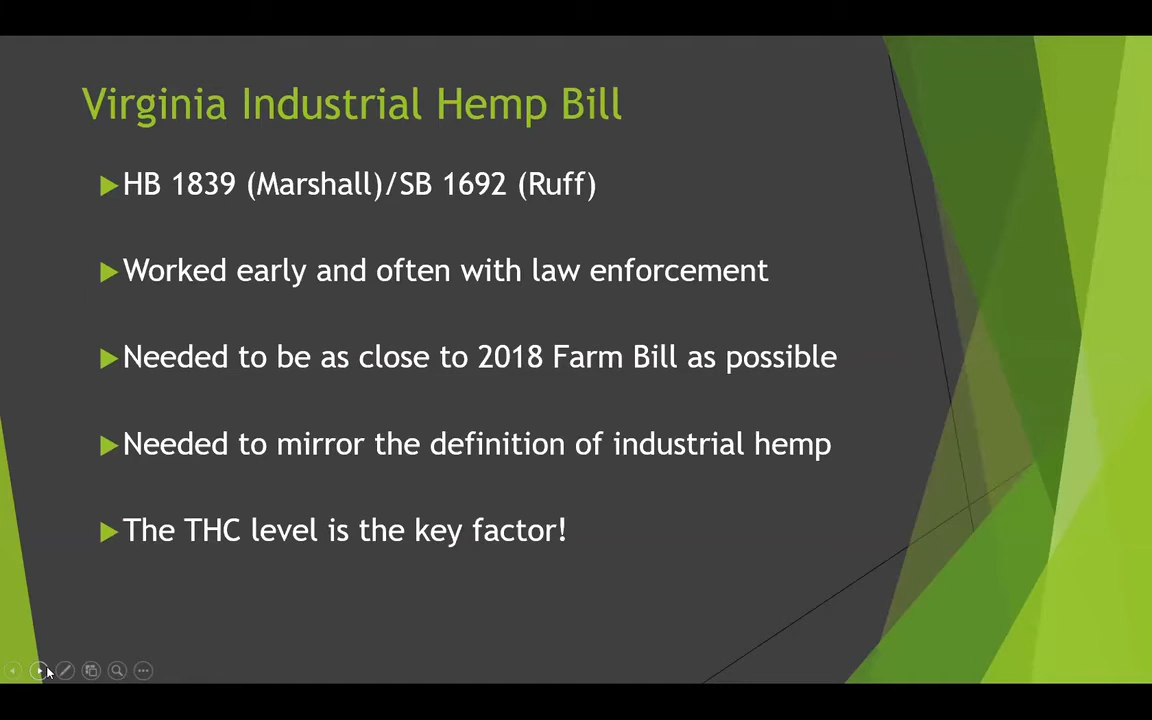 Virginia Industrial Hemp Bill
HB 1839 (Marshall)/SB 1692 (Ruff)
Worked early and often with law enforcement
Needed to be as close to 2018 Farm Bill as possible
Needed to mirror the definition of industrial hemp
The THC level is the key factor!